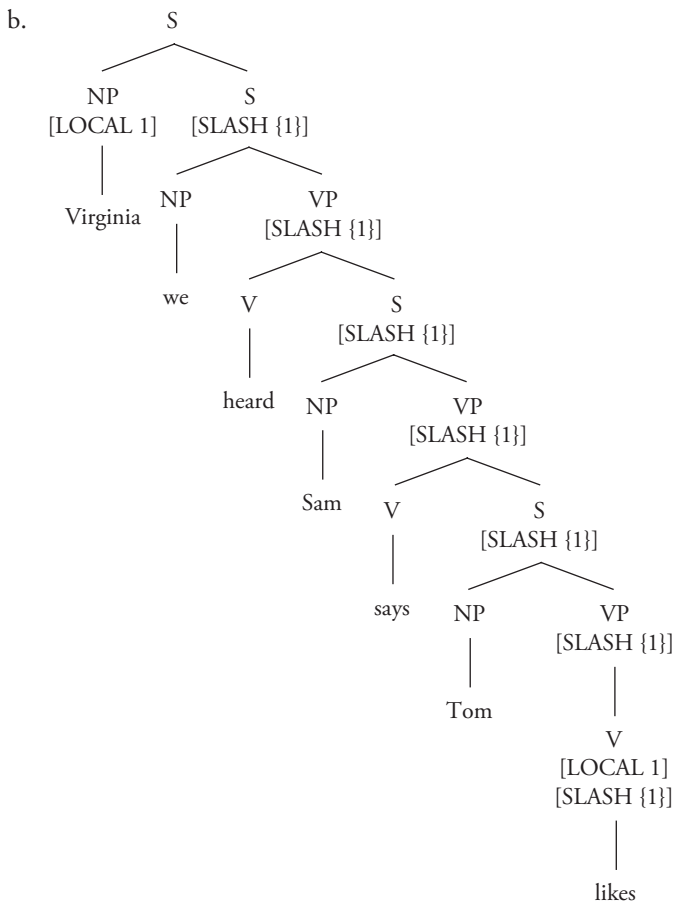 b.
S
NP S
[LOCAL 1] [SLASH {1}]
Virginia NP VP
[SLASH {1}]
we V S
[SLASH {1}]
heard NP VP
[SLASH {1}]
Sam V S
[SLASH {1}]
says NP VP
[SLASH {1}]
Tom V
[LOCAL 1]
[SLASH {1}]
likes